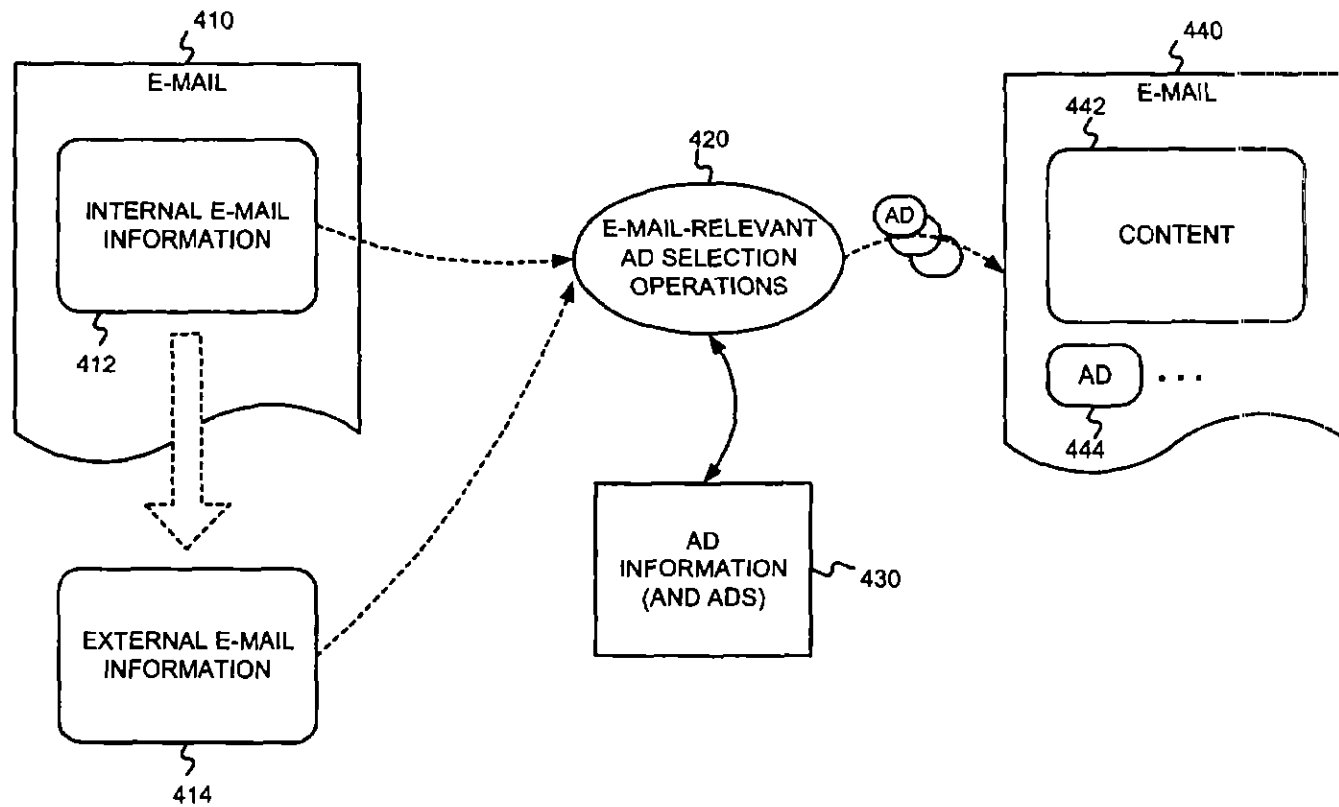 410
E-MAIL
INTERNAL E-MAIL
INFORMATION
412
EXTERNAL E-MAIL
INFORMATION
414
420
E-MAIL-RELEVANT
AD SELECTION
OPERATIONS
AD
INFORMATION
(AND ADS)
430
AD
440
E-MAIL
442
CONTENT
AD ...
444